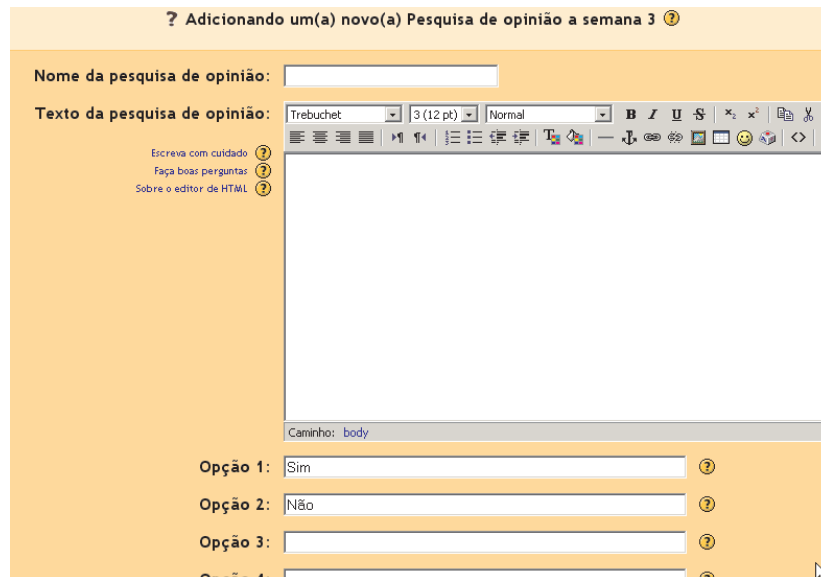 ? Adicionando um(a) novo(a) Pesquisa de opinião a semana 3 ?
Nome da pesquisa de opinião:
Texto da pesquisa de opinião:
Trebuchet 3 (12 pt) Normal B I U S ×₂ ×²
Escreva com cuidado ?
Faça boas perguntas ?
Sobre o editor de HTML ?
Caminho: body
Opção 1: Sim ?
Opção 2: Não ?
Opção 3: ?